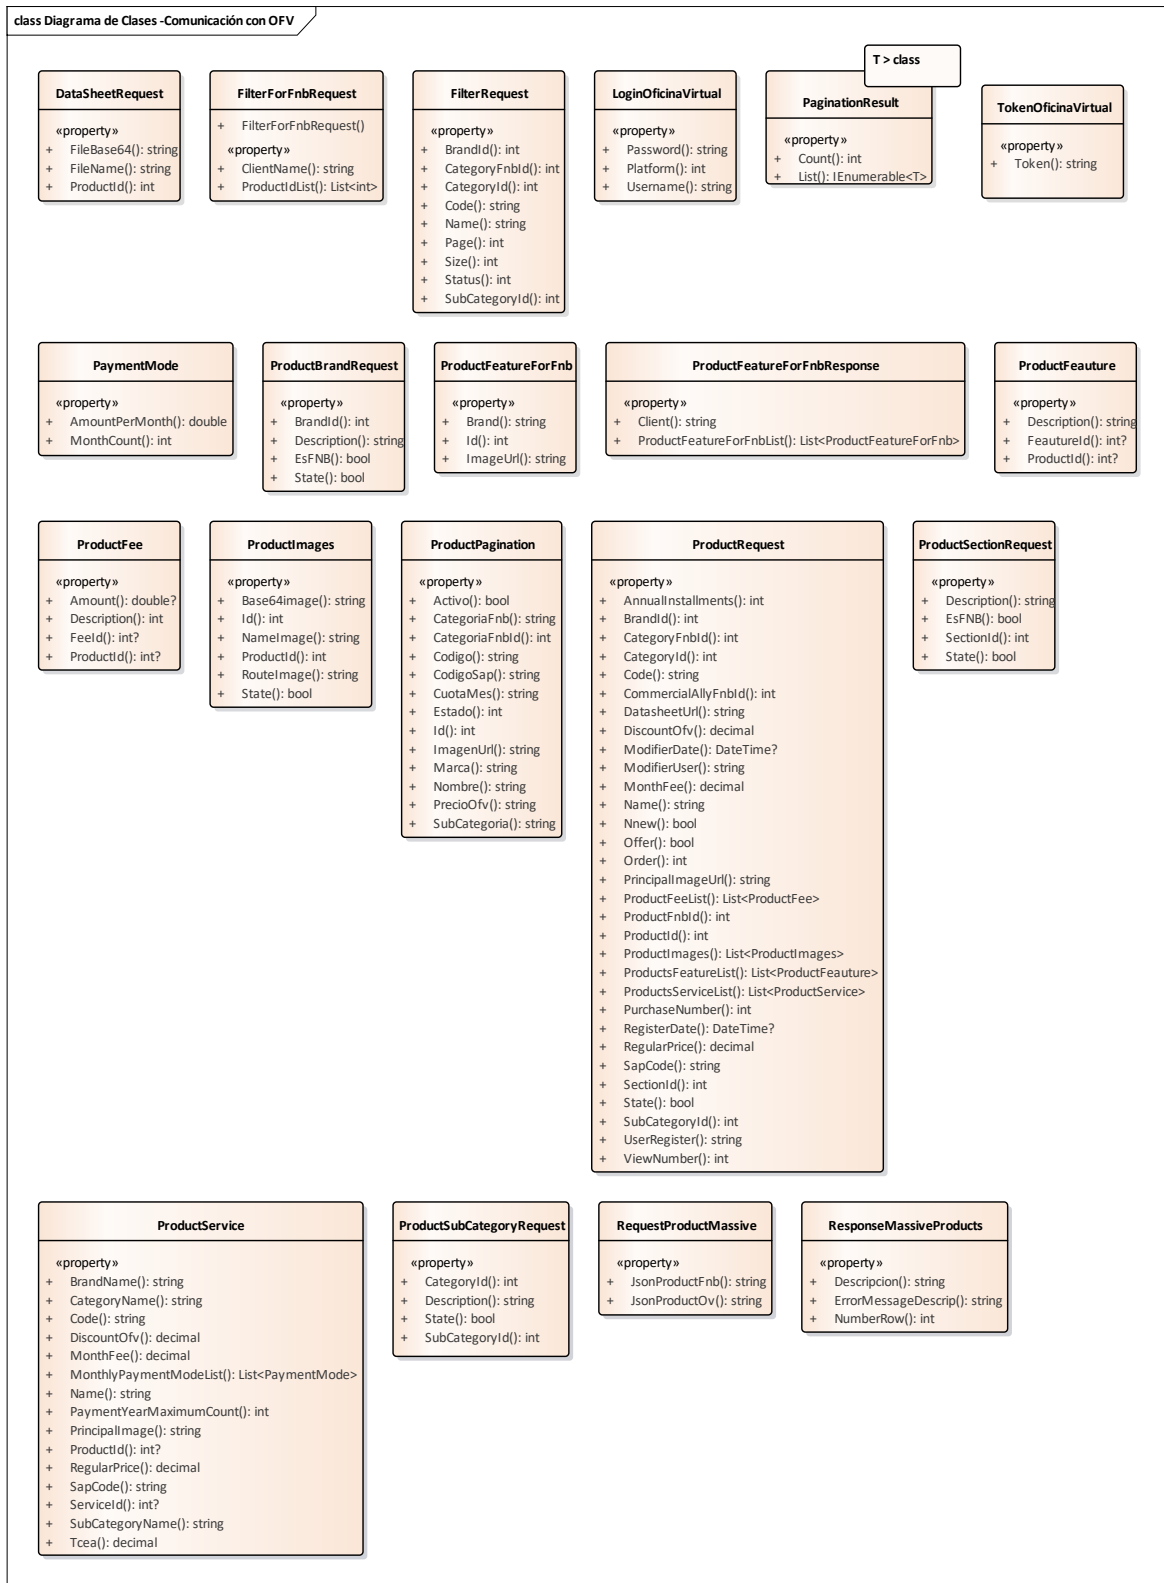 class Diagrama de Clases -Comunicación con OFV
DataSheetRequest
«property»
+ FileBase64(): string
+ FileName(): string
+ ProductId(): int
FilterForFnbRequest
+ FilterForFnbRequest()
«property»
+ ClientName(): string
+ ProductIdList(): List<int>
FilterRequest
«property»
+ BrandId(): int
+ CategoryFnbId(): int
+ CategoryId(): int
+ Code(): string
+ Name(): string
+ Page(): int
+ Size(): int
+ Status(): int
+ SubCategoryId(): int
LoginOficinaVirtual
«property»
+ Password(): string
+ Platform(): int
+ Username(): string
T > class
PaginationResult
«property»
+ Count(): int
+ List(): IEnumerable<T>
TokenOficinaVirtual
«property»
+ Token(): string
PaymentMode
«property»
+ AmountPerMonth(): double
+ MonthCount(): int
ProductBrandRequest
«property»
+ BrandId(): int
+ Description(): string
+ EsFNB(): bool
+ State(): bool
ProductFeatureForFnb
«property»
+ Brand(): string
+ Id(): int
+ ImageUrl(): string
ProductFeatureForFnbResponse
«property»
+ Client(): string
+ ProductFeatureForFnbList(): List<ProductFeatureForFnb>
ProductFeauture
«property»
+ Description(): string
+ FeautureId(): int?
+ ProductId(): int?
ProductFee
«property»
+ Amount(): double?
+ Description(): int
+ FeeId(): int?
+ ProductId(): int?
ProductImages
«property»
+ Base64image(): string
+ Id(): int
+ NameImage(): string
+ ProductId(): int
+ RouteImage(): string
+ State(): bool
ProductPagination
«property»
+ Activo(): bool
+ CategoriaFnb(): string
+ CategoriaFnbId(): int
+ Codigo(): string
+ CodigoSap(): string
+ CuotaMes(): string
+ Estado(): int
+ Id(): int
+ ImagenUrl(): string
+ Marca(): string
+ Nombre(): string
+ PrecioOfv(): string
+ SubCategoria(): string
ProductRequest
«property»
+ AnnualInstallments(): int
+ BrandId(): int
+ CategoryFnbId(): int
+ CategoryId(): int
+ Code(): string
+ CommercialAllyFnbId(): int
+ DatasheetUrl(): string
+ DiscountOfv(): decimal
+ ModifierDate(): DateTime?
+ ModifierUser(): string
+ MonthFee(): decimal
+ Name(): string
+ Nnew(): bool
+ Offer(): bool
+ Order(): int
+ PrincipalImageUrl(): string
+ ProductFeeList(): List<ProductFee>
+ ProductFnbId(): int
+ ProductId(): int
+ ProductImages(): List<ProductImages>
+ ProductsFeatureList(): List<ProductFeauture>
+ ProductsServiceList(): List<ProductService>
+ PurchaseNumber(): int
+ RegisterDate(): DateTime?
+ RegularPrice(): decimal
+ SapCode(): string
+ SectionId(): int
+ State(): bool
+ SubCategoryId(): int
+ UserRegister(): string
+ ViewNumber(): int
ProductSectionRequest
«property»
+ Description(): string
+ EsFNB(): bool
+ SectionId(): int
+ State(): bool
ProductService
«property»
+ BrandName(): string
+ CategoryName(): string
+ Code(): string
+ DiscountOfv(): decimal
+ MonthFee(): decimal
+ MonthlyPaymentModeList(): List<PaymentMode>
+ Name(): string
+ PaymentYearMaximumCount(): int
+ PrincipalImage(): string
+ ProductId(): int?
+ RegularPrice(): decimal
+ SapCode(): string
+ ServiceId(): int?
+ SubCategoryName(): string
+ Tcea(): decimal
ProductSubCategoryRequest
«property»
+ CategoryId(): int
+ Description(): string
+ State(): bool
+ SubCategoryId(): int
RequestProductMassive
«property»
+ JsonProductFnb(): string
+ JsonProductOv(): string
ResponseMassiveProducts
«property»
+ Descripcion(): string
+ ErrorMessageDescrip(): string
+ NumberRow(): int